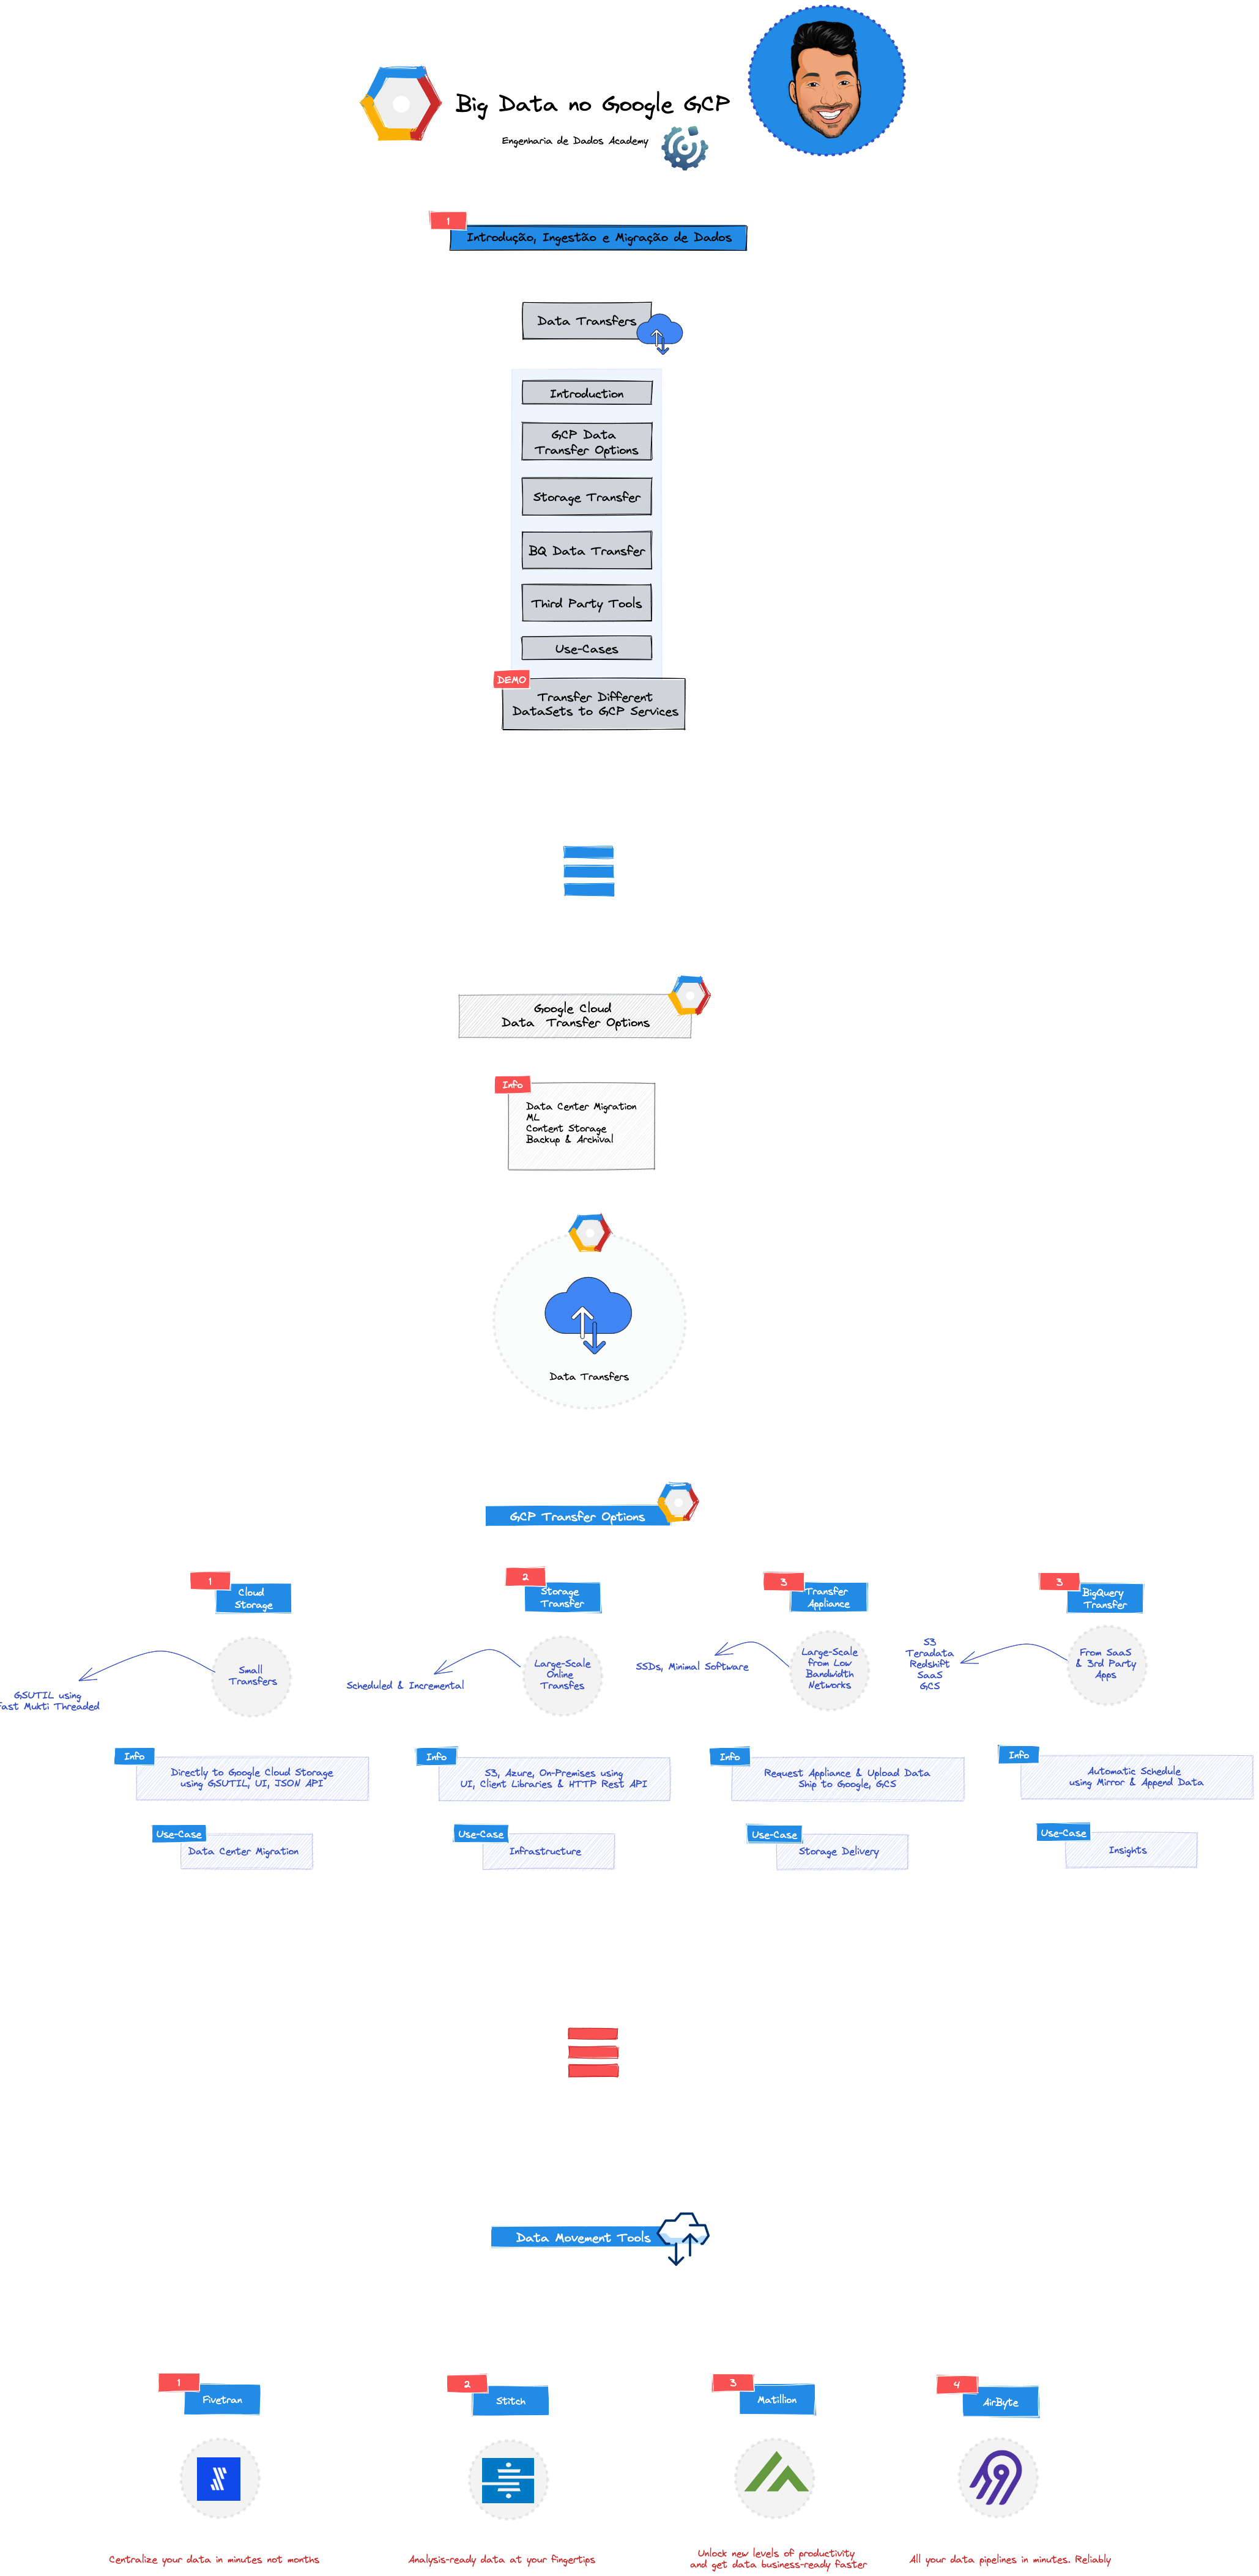 Big Data no Google GCP
Engenharia de Dados Academy
1
Introdução, Ingestão e Migração de Dados
Data Transfers
Introduction
GCP Data
Transfer Options
Storage Transfer
BQ Data Transfer
Third Party Tools
Use-Cases
DEMO
Transfer Different
DataSets to GCP Services
Google Cloud
Data Transfer Options
Info
Data Center Migration
ML
Content Storage
Backup & Archival
Data Transfers
GCP Transfer Options
1
Cloud
Storage
Small
Transfers
GSUTIL using
Fast Mukti Threaded
Info
Directly to Google Cloud Storage
using GSUTIL, UI, JSON API
Use-Case
Data Center Migration
2
Storage
Transfer
Large-Scale
Online
Transfes
Scheduled & Incremental
Info
S3, Azure, On-Premises using
UI, Client Libraries & HTTP Rest API
Use-Case
Infrastructure
3
Transfer
Appliance
Large-Scale
from Low
Bandwidth
Networks
SSDs, Minimal Software
Info
Request Appliance & Upload Data
Ship to Google, GCS
Use-Case
Storage Delivery
3
BigQuery
Transfer
From SaaS
& 3rd Party
Apps
S3
Teradata
Redshift
SaaS
GCS
Info
Automatic Schedule
using Mirror & Append Data
Use-Case
Insights
Data Movement Tools
1
Fivetran
Centralize your data in minutes not months
2
Stitch
Analysis-ready data at your fingertips
3
Matillion
Unlock new levels of productivity
and get data business-ready faster
4
AirByte
All your data pipelines in minutes. Reliably